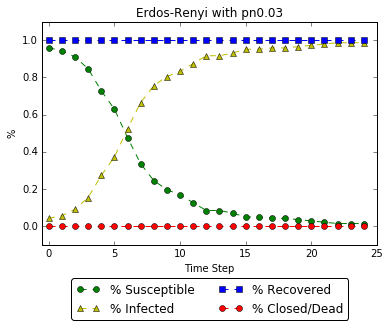 Erdos-Renyi with pn0.03
%
1.0
0.8
0.6
0.4
0.2
0.0
0 5 10 15 20 25
Time Step
% Susceptible % Recovered
% Infected % Closed/Dead